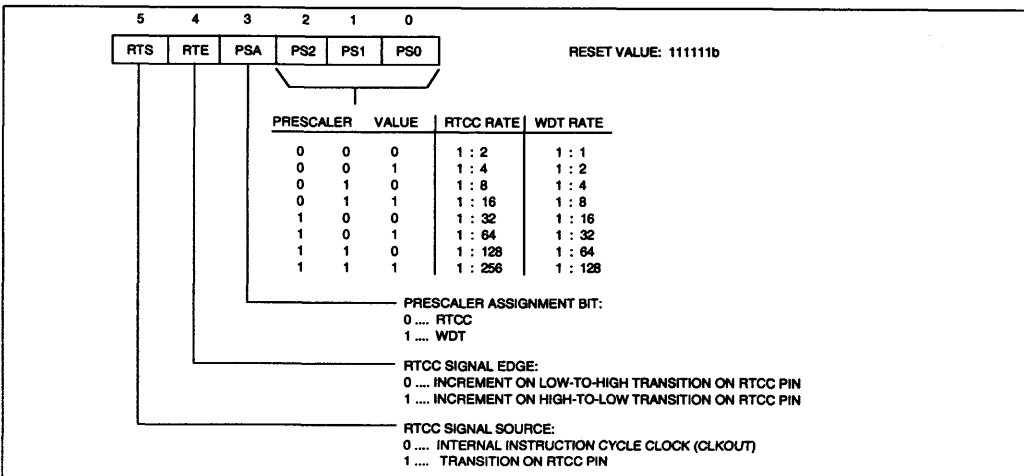 5 4 3 2 1 0
RTS RTE PSA PS2 PS1 PS0 RESET VALUE: 111111b
PRESCALER VALUE RTCC RATE WDT RATE
0 0 0 1 : 2 1 : 1
0 0 1 1 : 4 1 : 2
0 1 0 1 : 8 1 : 4
0 1 1 1 : 16 1 : 8
1 0 0 1 : 32 1 : 16
1 0 1 1 : 64 1 : 32
1 1 0 1 : 128 1 : 64
1 1 1 1 : 256 1 : 128
PRESCALER ASSIGNMENT BIT:
0 .... RTCC
1 .... WDT
RTCC SIGNAL EDGE:
0 .... INCREMENT ON LOW-TO-HIGH TRANSITION ON RTCC PIN
1 .... INCREMENT ON HIGH-TO-LOW TRANSITION ON RTCC PIN
RTCC SIGNAL SOURCE:
0 .... INTERNAL INSTRUCTION CYCLE CLOCK (CLKOUT)
1 .... TRANSITION ON RTCC PIN